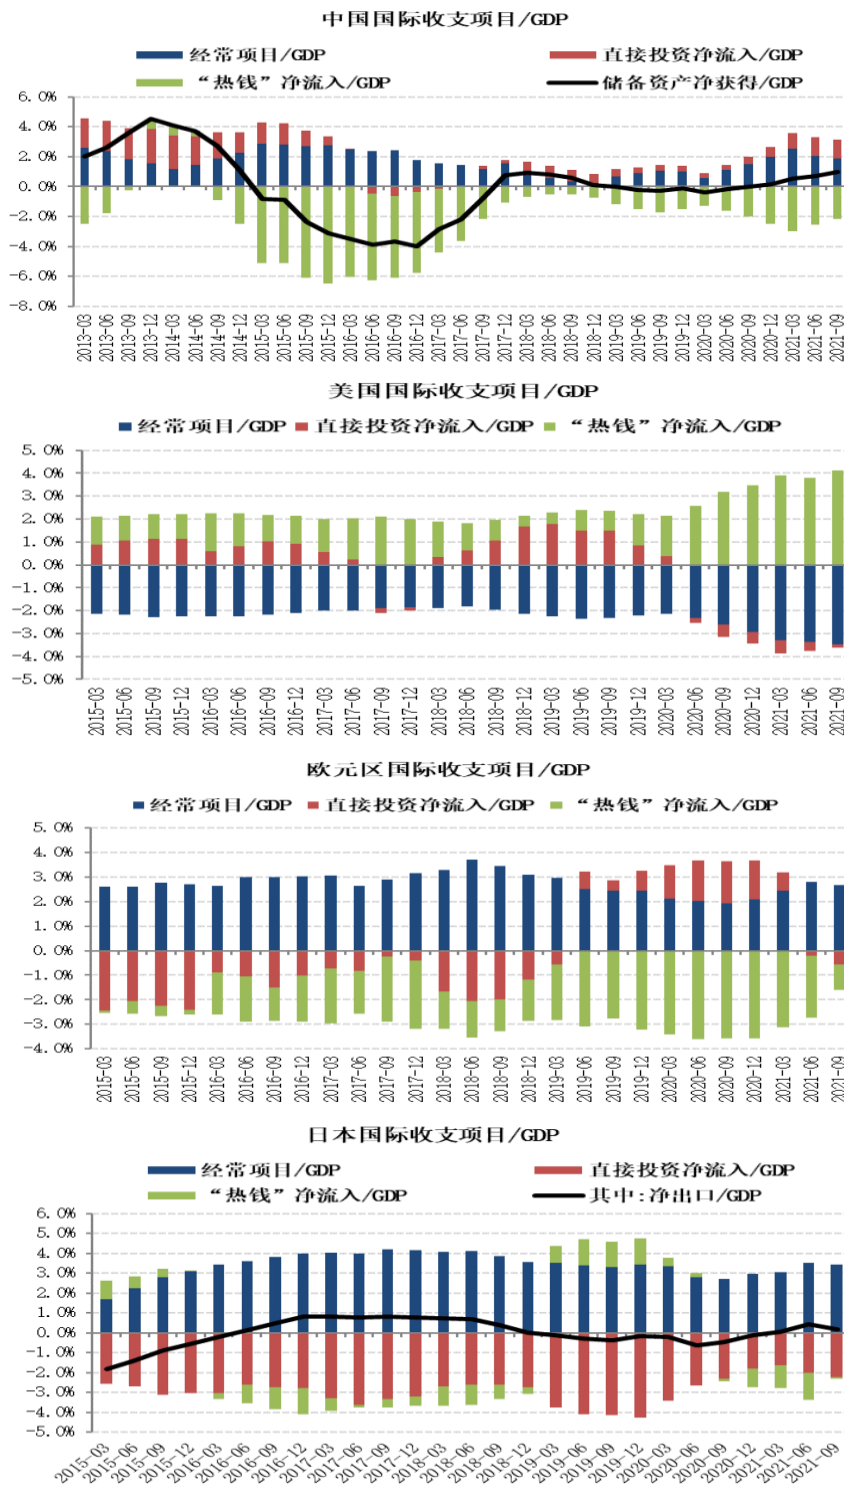 中国国际收支项目/GDP
经常项目/GDP 直接投资净流入/GDP
“热钱”净流入/GDP 储备资产净获得/GDP
6.0%
4.0%
2.0%
0.0%
-2.0%
-4.0%
-6.0%
-8.0%
2013-03 2013-06 2013-09 2013-12 2014-03 2014-06 2014-09 2014-12 2015-03 2015-06 2015-09 2015-12 2016-03 2016-06 2016-09 2016-12 2017-03 2017-06 2017-09 2017-12 2018-03 2018-06 2018-09 2018-12 2019-03 2019-06 2019-09 2019-12 2020-03 2020-06 2020-09 2020-12 2021-03 2021-06 2021-09
美国国际收支项目/GDP
经常项目/GDP 直接投资净流入/GDP “热钱”净流入/GDP
5.0%
4.0%
3.0%
2.0%
1.0%
0.0%
-1.0%
-2.0%
-3.0%
-4.0%
-5.0%
2015-03 2015-06 2015-09 2015-12 2016-03 2016-06 2016-09 2016-12 2017-03 2017-06 2017-09 2017-12 2018-03 2018-06 2018-09 2018-12 2019-03 2019-06 2019-09 2019-12 2020-03 2020-06 2020-09 2020-12 2021-03 2021-06 2021-09
欧元区国际收支项目/GDP
经常项目/GDP 直接投资净流入/GDP “热钱”净流入/GDP
5.0%
4.0%
3.0%
2.0%
1.0%
0.0%
-1.0%
-2.0%
-3.0%
-4.0%
2015-03 2015-06 2015-09 2015-12 2016-03 2016-06 2016-09 2016-12 2017-03 2017-06 2017-09 2017-12 2018-03 2018-06 2018-09 2018-12 2019-03 2019-06 2019-09 2019-12 2020-03 2020-06 2020-09 2020-12 2021-03 2021-06 2021-09
日本国际收支项目/GDP
经常项目/GDP 直接投资净流入/GDP
“热钱”净流入/GDP 其中:净出口/GDP
6.0%
5.0%
4.0%
3.0%
2.0%
1.0%
0.0%
-1.0%
-2.0%
-3.0%
-4.0%
-5.0%
2015-03 2015-06 2015-09 2015-12 2016-03 2016-06 2016-09 2016-12 2017-03 2017-06 2017-09 2017-12 2018-03 2018-06 2018-09 2018-12 2019-03 2019-06 2019-09 2019-12 2020-03 2020-06 2020-09 2020-12 2021-03 2021-06 2021-09